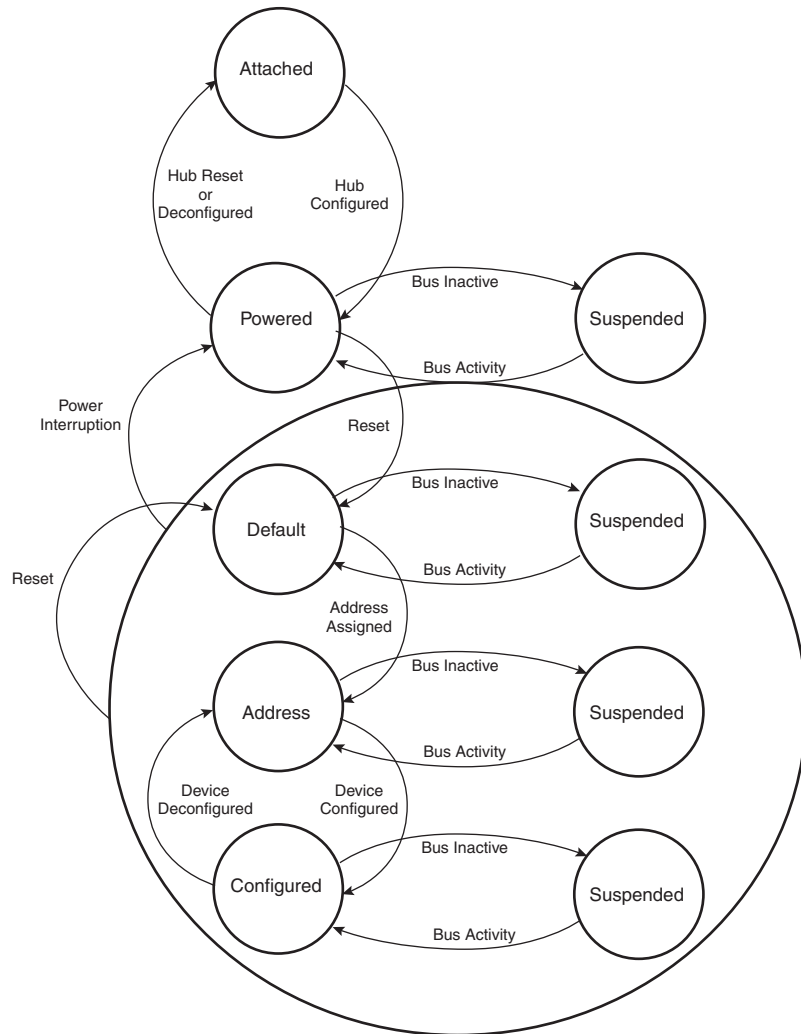 Attached
Hub Reset
or
Deconfigured
Hub
Configured
Powered
Bus Inactive
Suspended
Bus Activity
Power
Interruption
Reset
Default
Bus Inactive
Suspended
Bus Activity
Reset
Address
Assigned
Address
Bus Inactive
Suspended
Bus Activity
Device
Deconfigured
Device
Configured
Configured
Bus Inactive
Suspended
Bus Activity